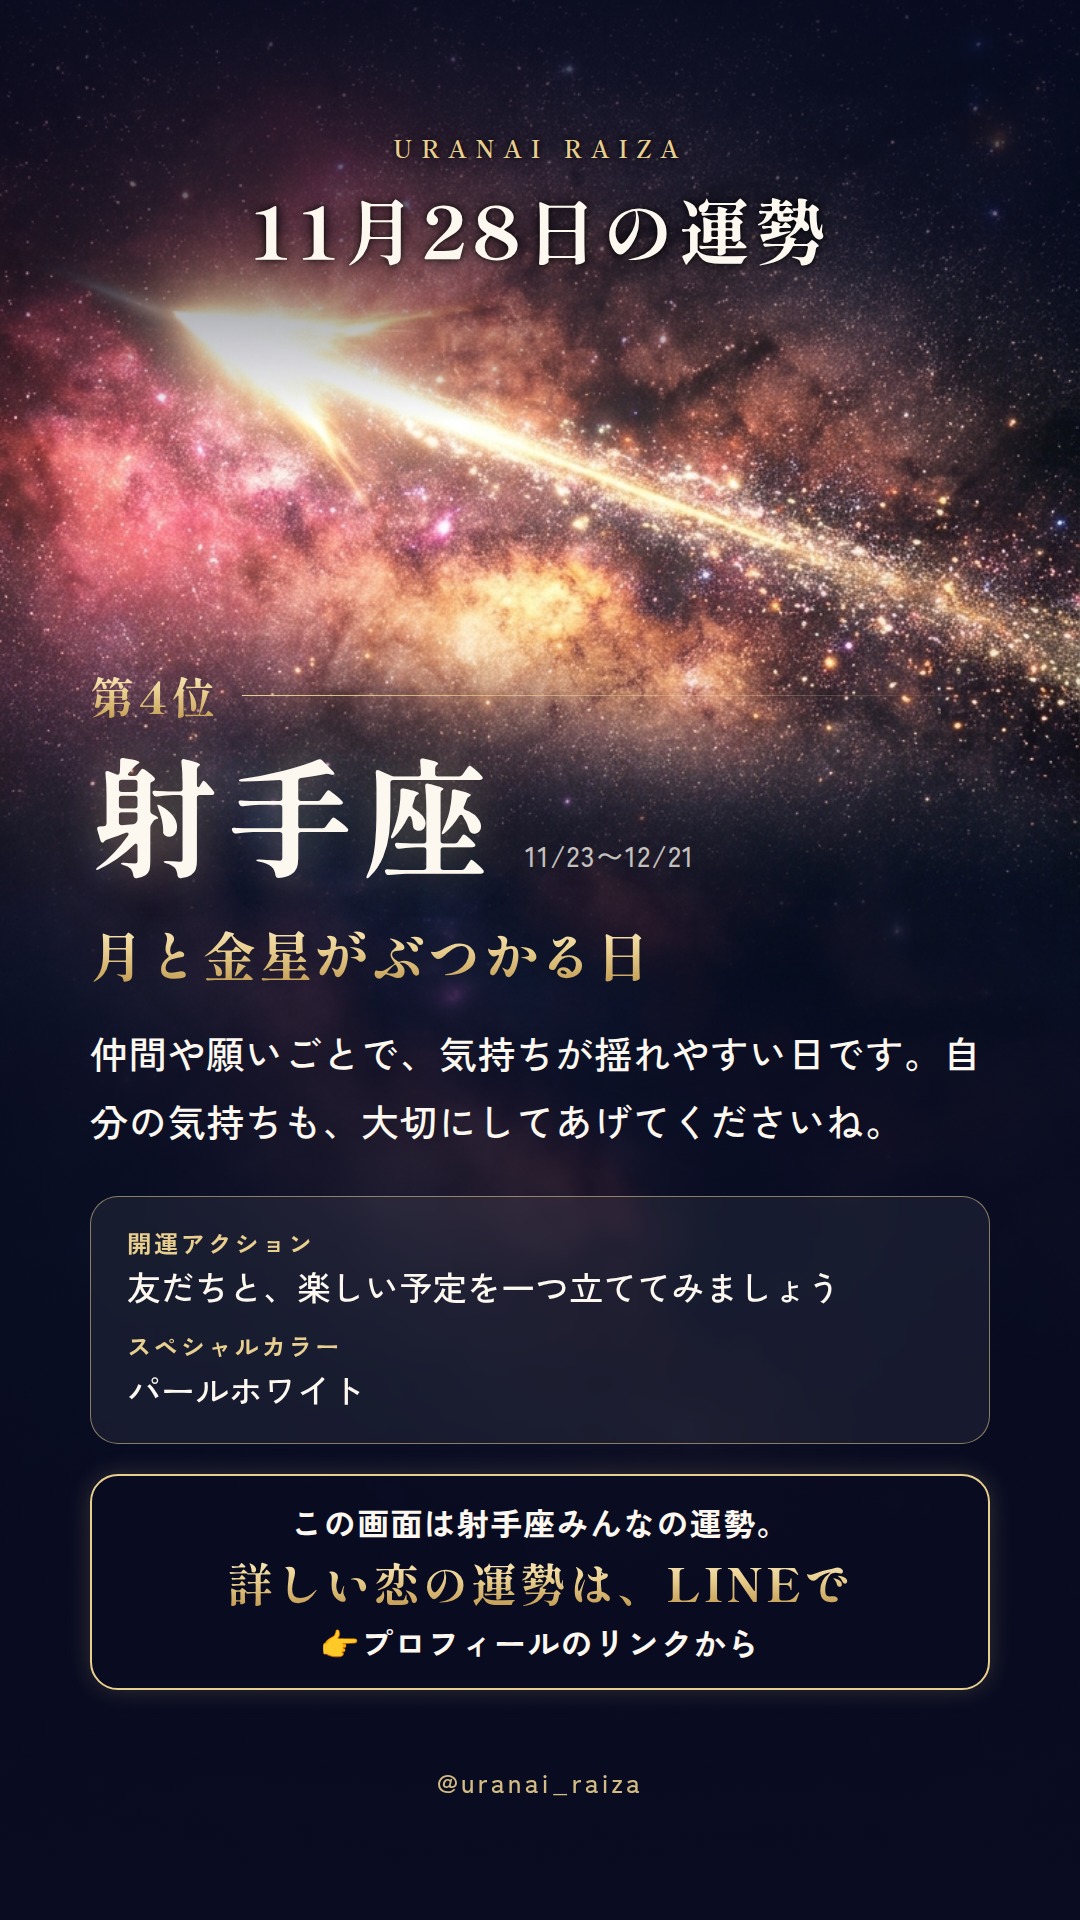 URANAI RAIZA
11月28日の運勢
第4位
射手座 11/23〜12/21
月と金星がぶつかる日
仲間や願いごとで、気持ちが揺れやすい日です。自
分の気持ちも、大切にしてあげてくださいね。
開運アクション
友だちと、楽しい予定を一つ立ててみましょう
スペシャルカラー
パールホワイト
この画面は射手座みんなの運勢。
詳しい恋の運勢は、LINEで
👉プロフィールのリンクから
@uranai_raiza